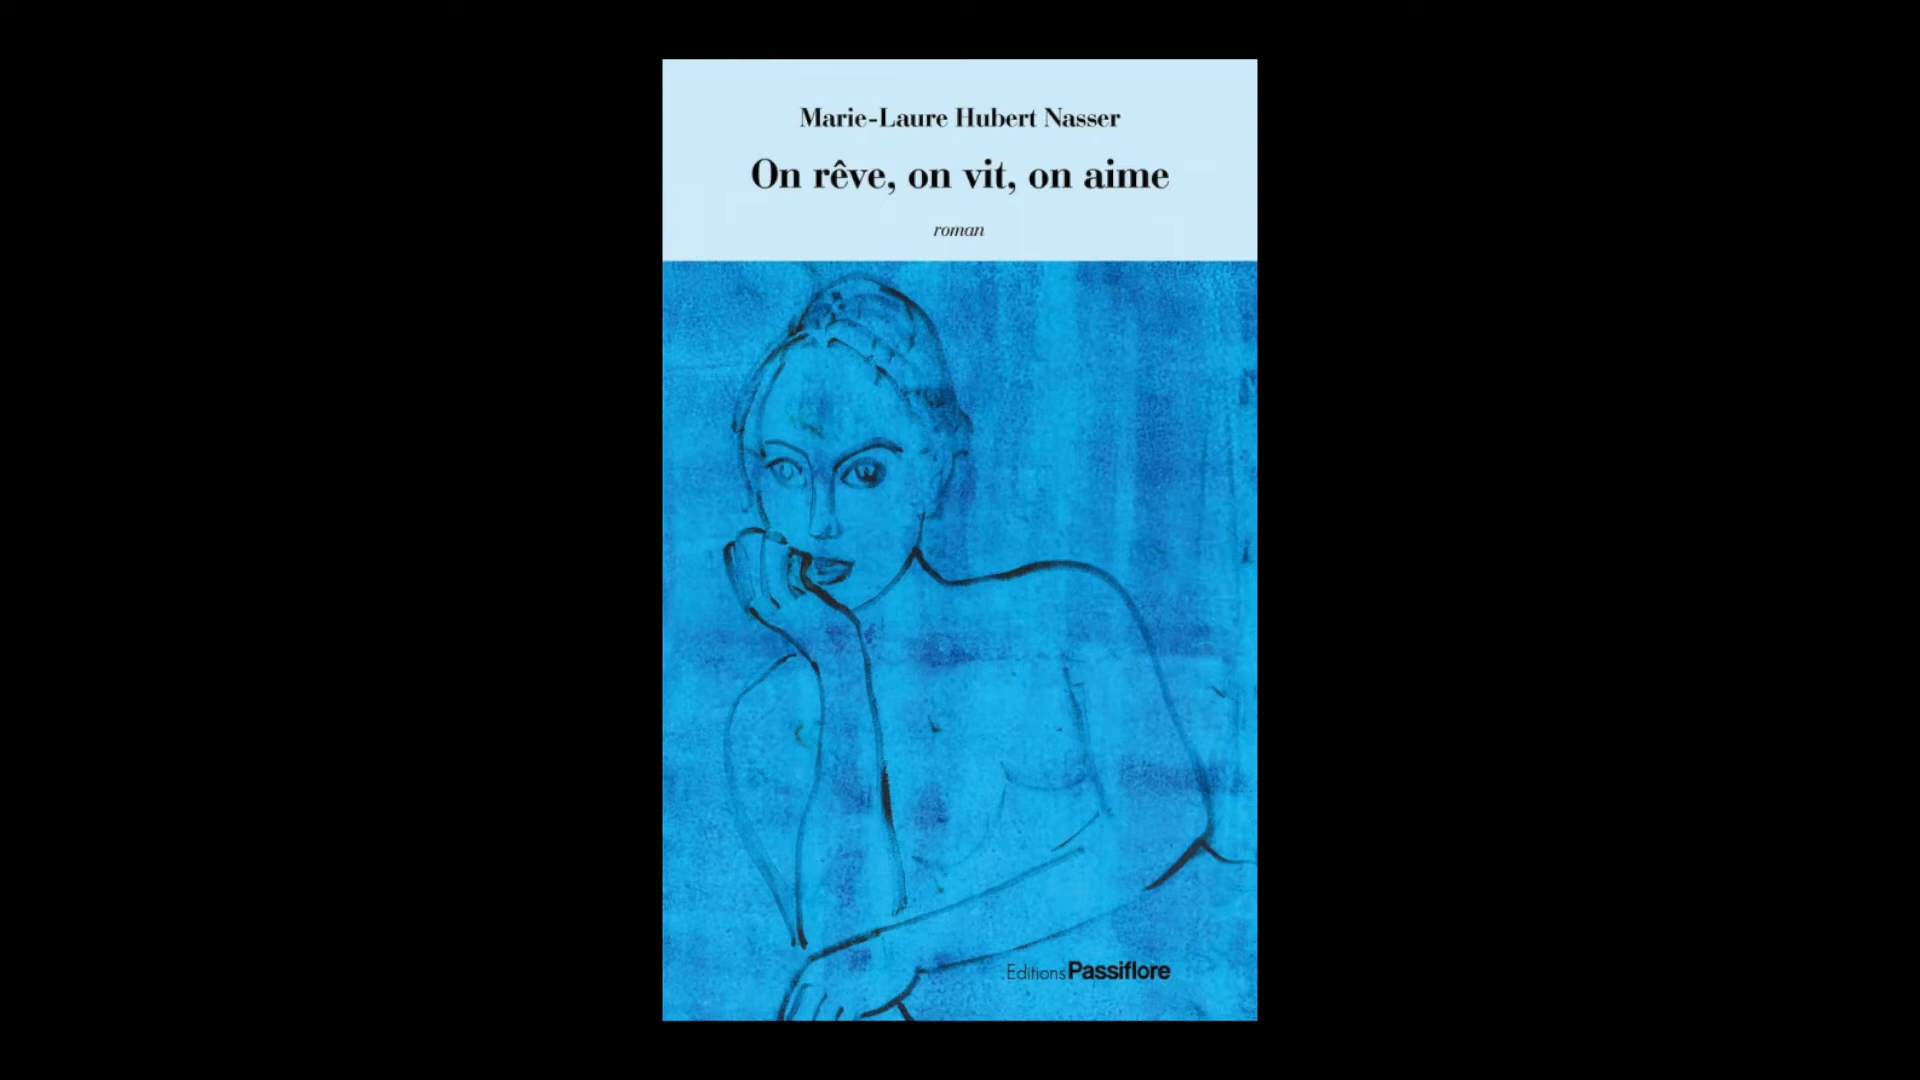 Marie-Laure Hubert Nasser
On rêve, on vit, on aime
roman
Editions Passiflore